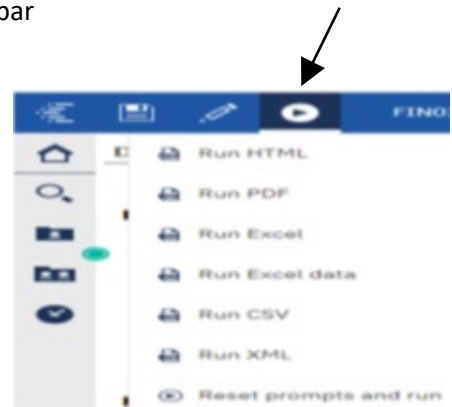 bar
FINO
Run HTML
Run PDF
Run Excel
Run Excel data
Run CSV
Run XML
Reset prompts and run